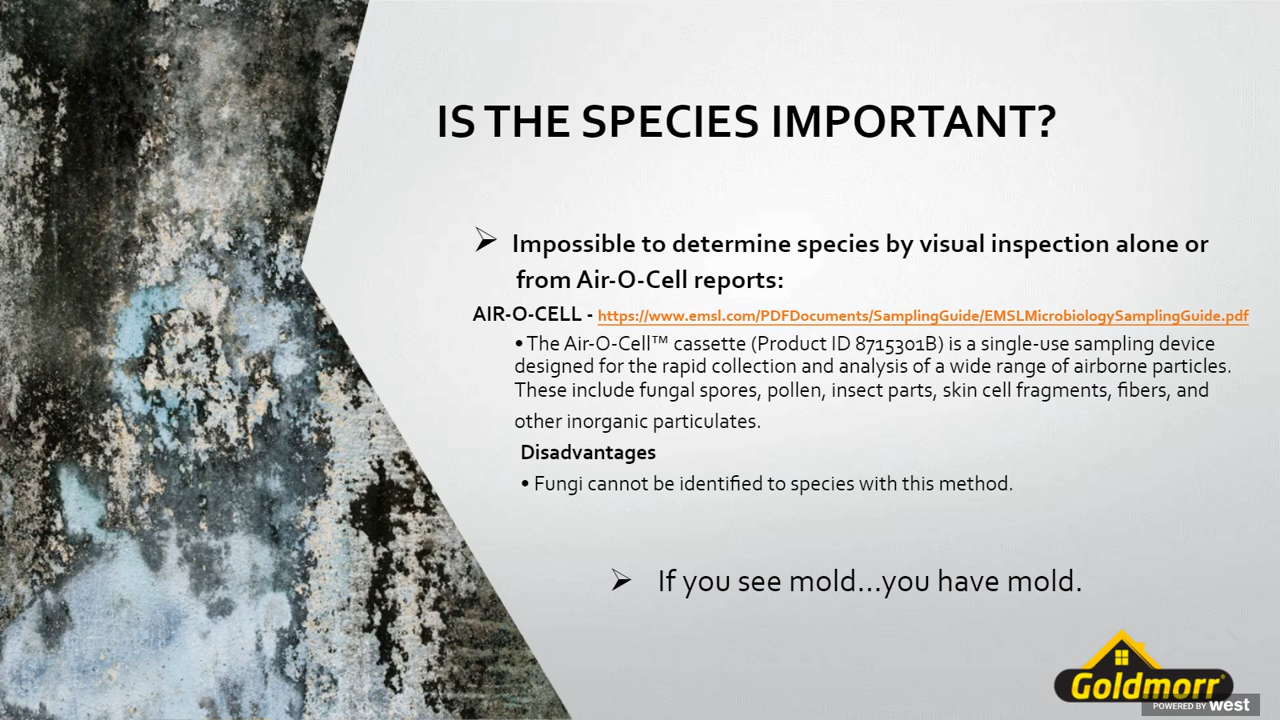 IS THE SPECIES IMPORTANT?
➢ Impossible to determine species by visual inspection alone or
from Air-O-Cell reports:
AIR-O-CELL - https://www.emsl.com/PDFDocuments/SamplingGuide/EMSLMicrobiologySamplingGuide.pdf
• The Air-O-Cell™ cassette (Product ID 8715301B) is a single-use sampling device
designed for the rapid collection and analysis of a wide range of airborne particles.
These include fungal spores, pollen, insect parts, skin cell fragments, fibers, and
other inorganic particulates.
Disadvantages
• Fungi cannot be identified to species with this method.
➢ If you see mold...you have mold.
Goldmorr®
POWERED BY west